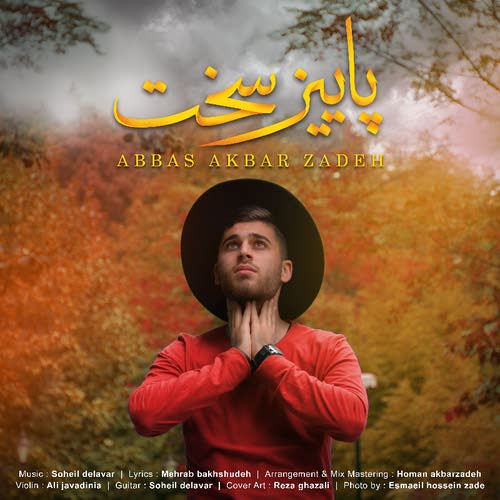 پاییز سخت
ABBAS AKBAR ZADEH
Music : Soheil delavar | Lyrics : Mehrab bakhshudeh | Arrangement & Mix Mastering : Homan akbarzadeh
Violin : Ali javadinia | Guitar : Soheil delavar | Cover Art : Reza ghazali | Photo by : Esmaeil hossein zade